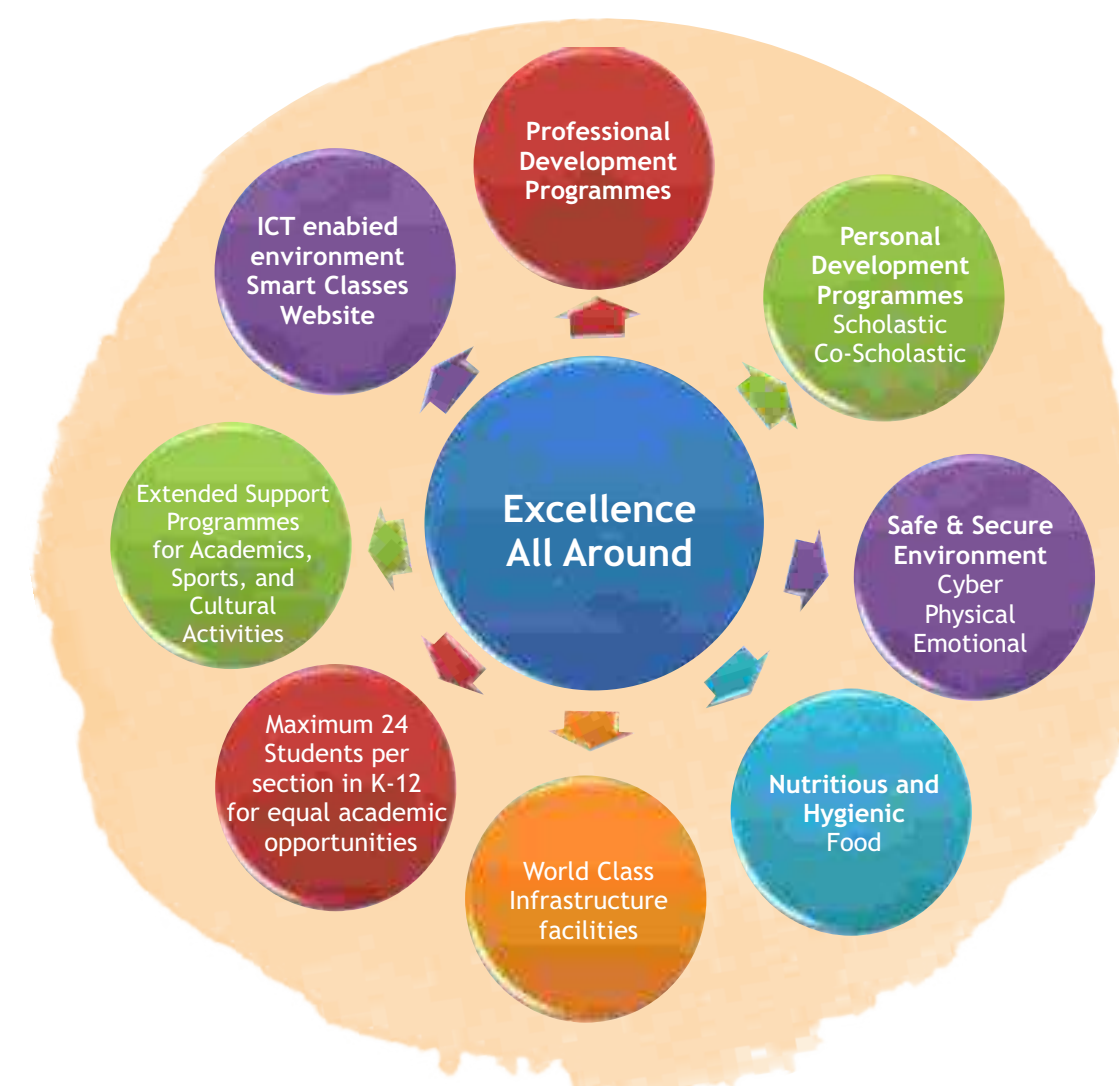 Professional
Development
Programmes
Personal
Development
Programmes
Scholastic
Co-Scholastic
Safe & Secure
Environment
Cyber
Physical
Emotional
Nutritious and
Hygienic
Food
World Class
Infrastructure
facilities
Maximum 24
Students per
section in K-12
for equal academic
opportunities
Extended Support
Programmes
for Academics,
Sports, and
Cultural
Activities
ICT enabied
environment
Smart Classes
Website
Excellence
All Around